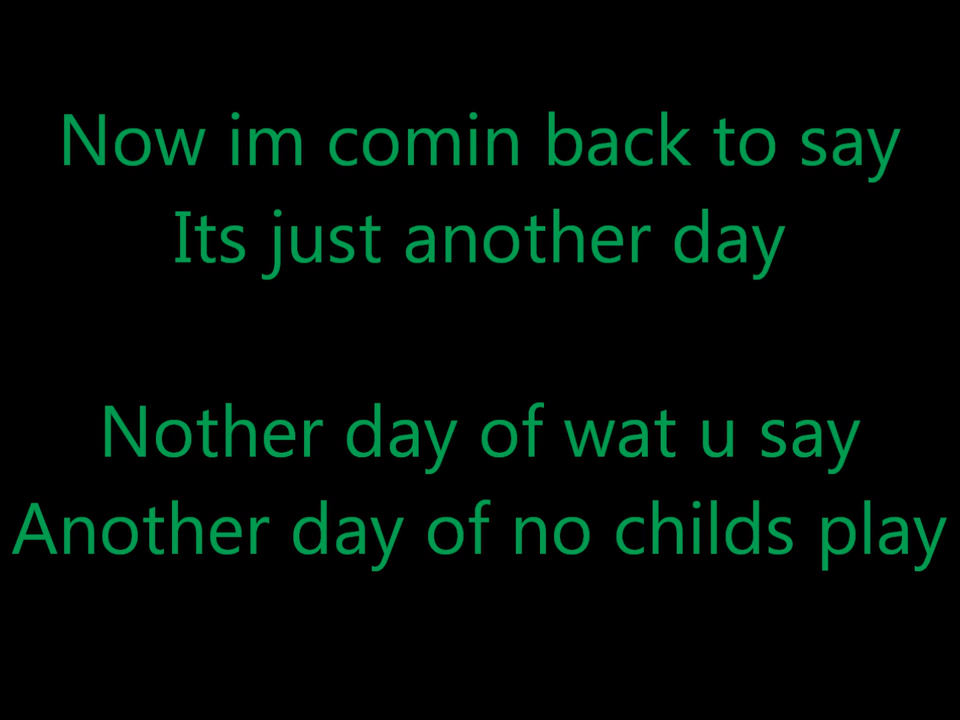 Now im comin back to say
Its just another day
Nother day of wat u say
Another day of no childs play